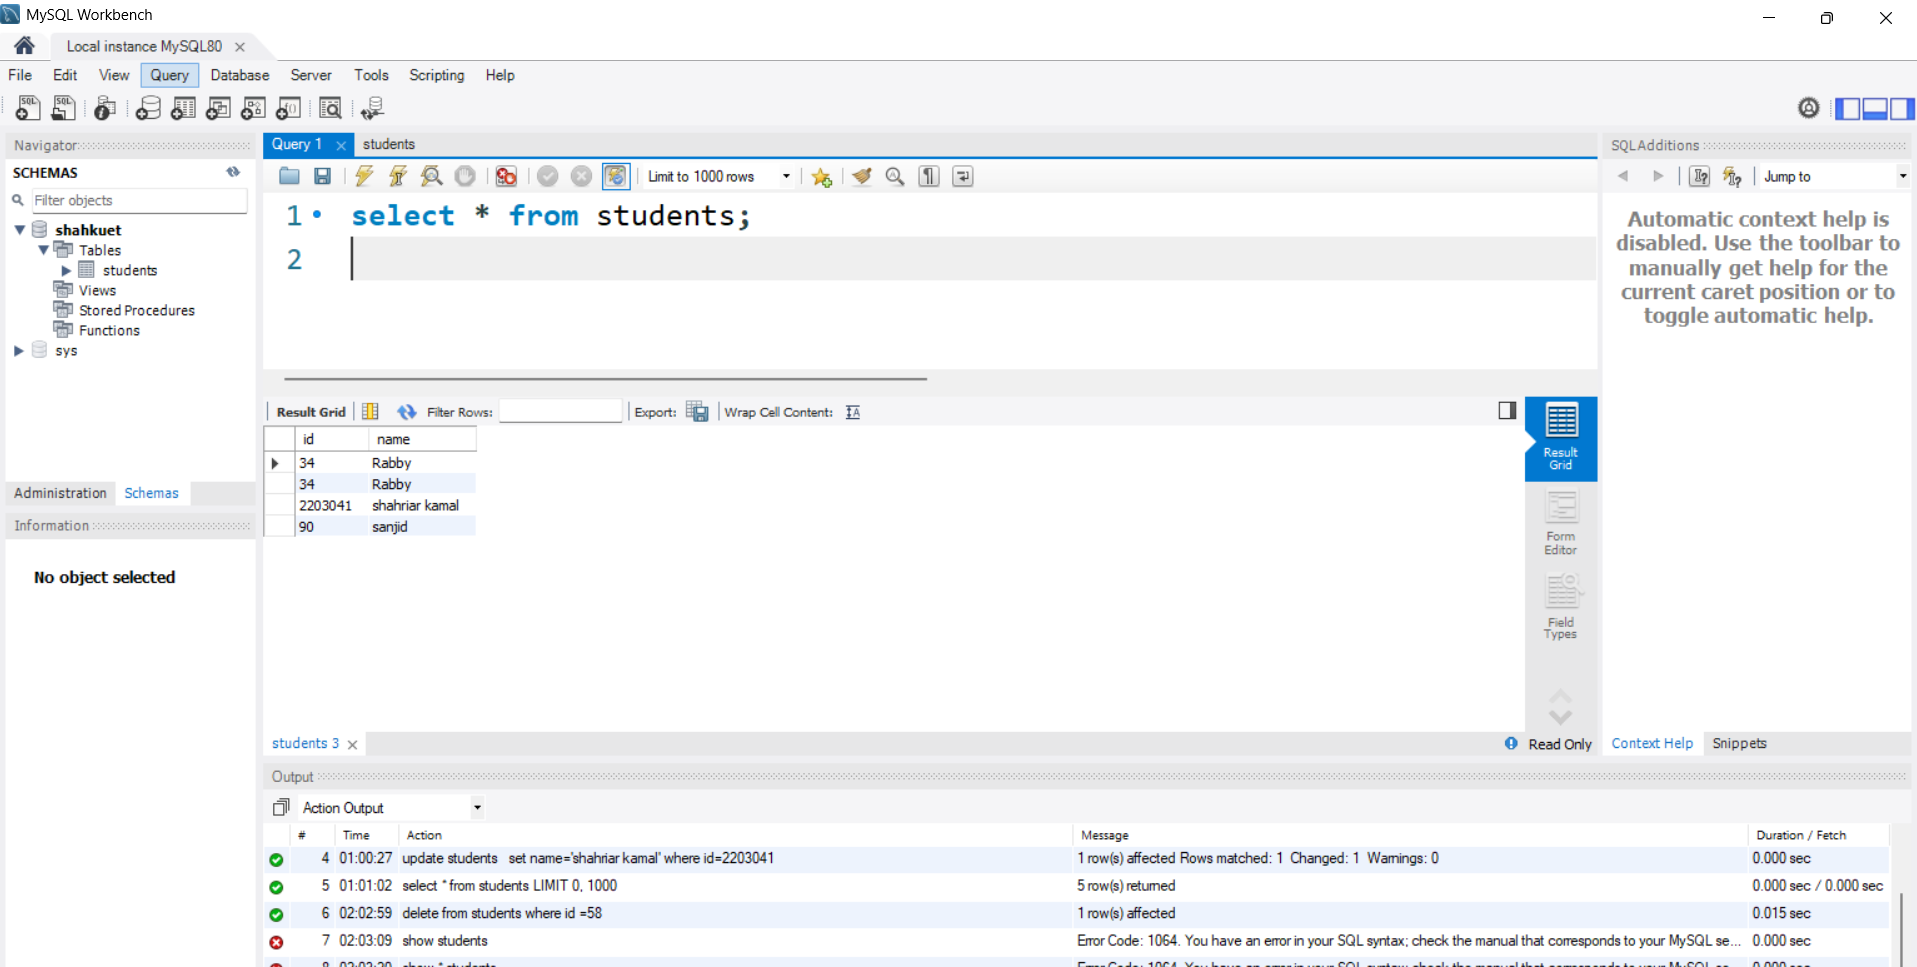 MySQL Workbench
Local instance MySQL80
File Edit View Query Database Server Tools Scripting Help
Navigator
SCHEMAS
Filter objects
shahkuet
Tables
students
Views
Stored Procedures
Functions
sys
Administration Schemas
Information
No object selected
Query 1 students
Limit to 1000 rows
1 select * from students;
2
Result Grid Filter Rows: Export: Wrap Cell Content:
id name
34 Rabby
34 Rabby
2203041 shahriar kamal
90 sanjid
Result
Grid
Form
Editor
Field
Types
students 3
Read Only
SQLAdditions
Jump to
Automatic context help is
disabled. Use the toolbar to
manually get help for the
current caret position or to
toggle automatic help.
Context Help Snippets
Output
Action Output
# Time Action Message Duration / Fetch
4 01:00:27 update students set name='shahriar kamal' where id=2203041 1 row(s) affected Rows matched: 1 Changed: 1 Warnings: 0 0.000 sec
5 01:01:02 select * from students LIMIT 0, 1000 5 row(s) returned 0.000 sec / 0.000 sec
6 02:02:59 delete from students where id =58 1 row(s) affected 0.015 sec
7 02:03:09 show students Error Code: 1064. You have an error in your SQL syntax; check the manual that corresponds to your MySQL se... 0.000 sec